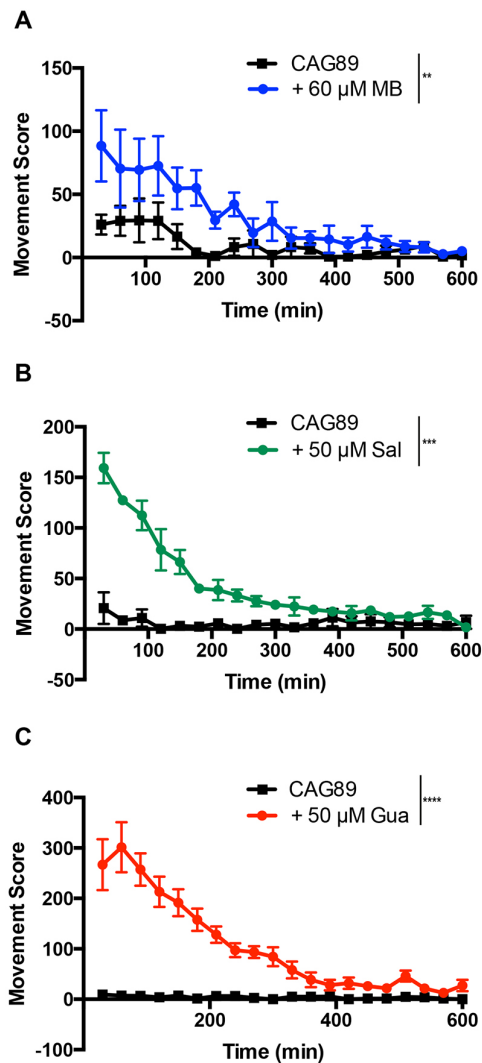 A
CAG89
+ 60 µM MB
**
150
100
50
0
-50
Movement Score
100 200 300 400 500 600
Time (min)
B
CAG89
+ 50 µM Sal
***
200
150
100
50
0
-50
Movement Score
100 200 300 400 500 600
Time (min)
C
CAG89
+ 50 µM Gua
****
400
300
200
100
0
-100
Movement Score
200 400 600
Time (min)